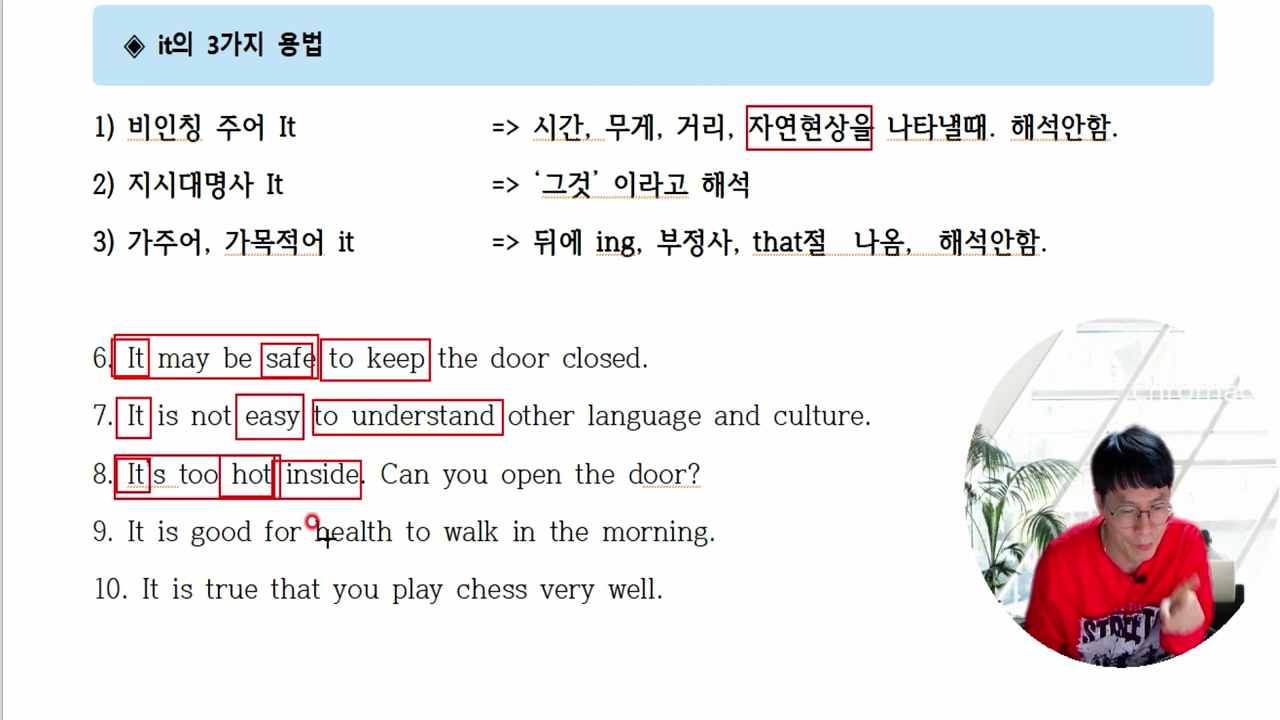 ◈ it의 3가지 용법
1) 비인칭 주어 It => 시간, 무게, 거리, 자연현상을 나타낼때. 해석안함.
2) 지시대명사 It => ‘그것’ 이라고 해석
3) 가주어, 가목적어 it => 뒤에 ing, 부정사, that절 나옴, 해석안함.
6. It may be safe to keep the door closed.
7. It is not easy to understand other language and culture.
8. It's too hot inside. Can you open the door?
9. It is good for health to walk in the morning.
10. It is true that you play chess very well.